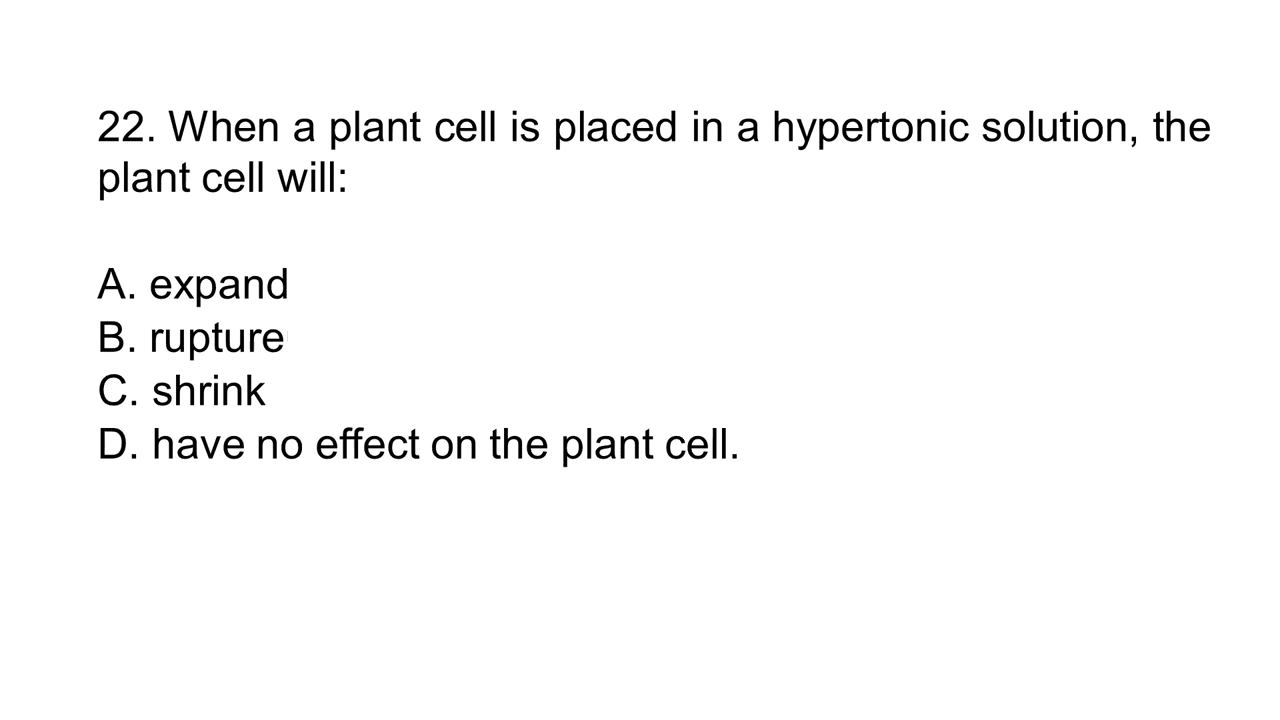 22. When a plant cell is placed in a hypertonic solution, the
plant cell will:
A. expand
B. rupture
C. shrink
D. have no effect on the plant cell.